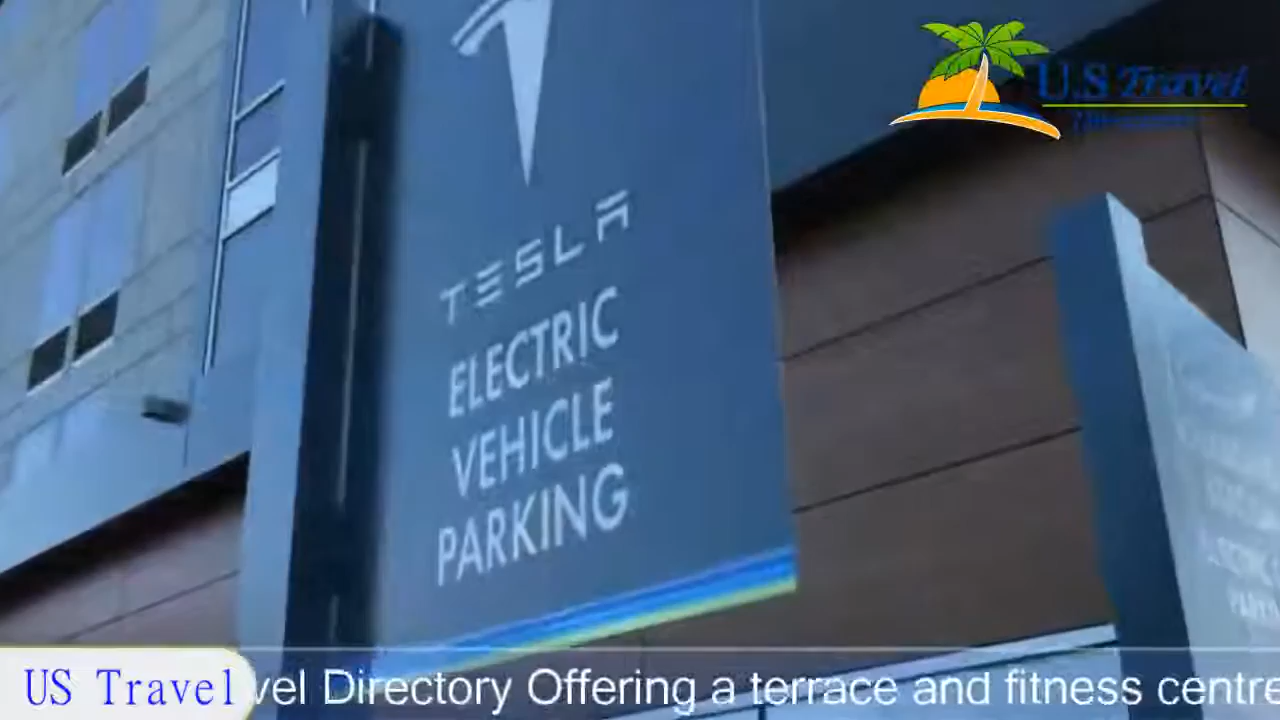 U.S Travel
TESLA
ELECTRIC
VEHICLE
PARKING
US Travel
vel Directory Offering a terrace and fitness centre